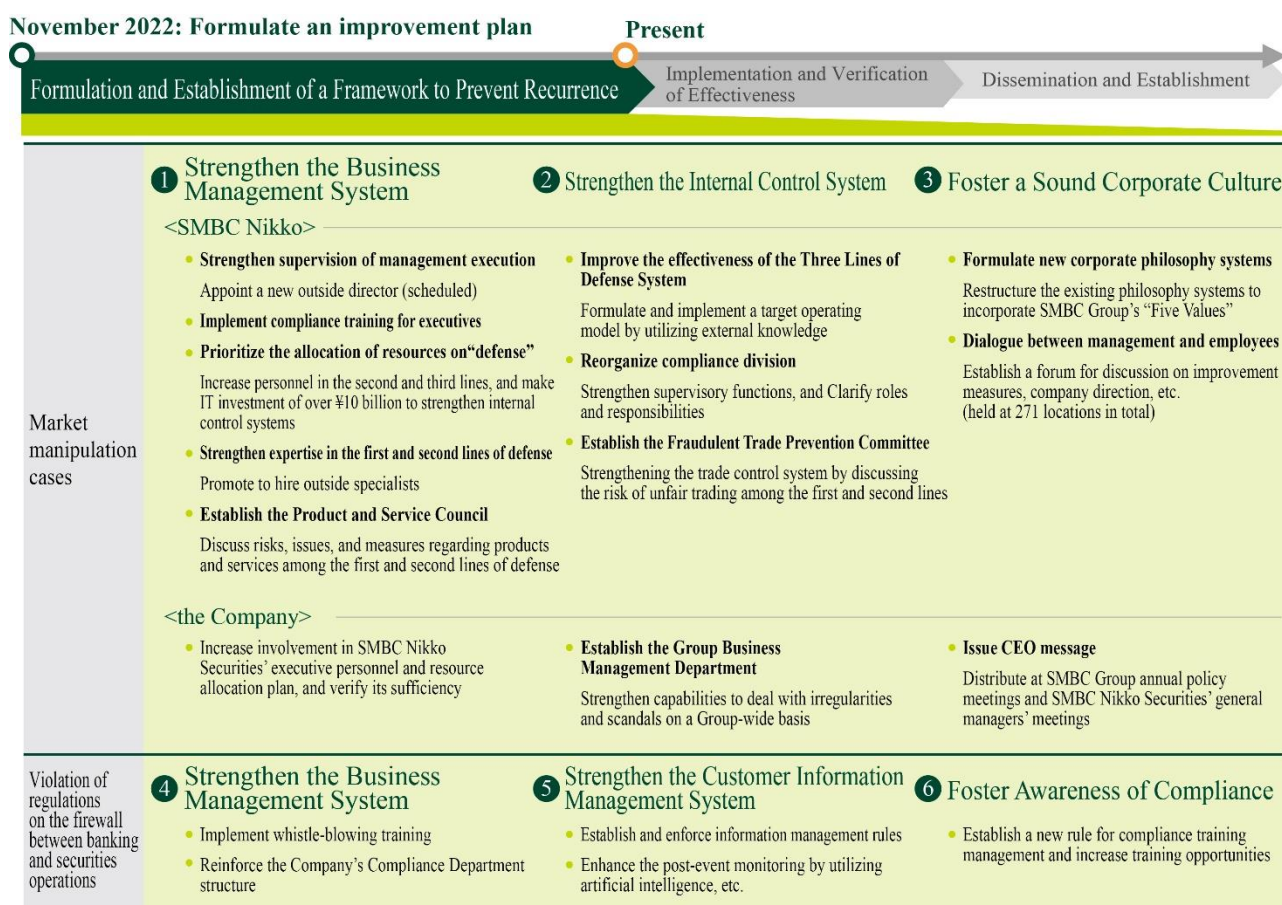 November 2022: Formulate an improvement plan
Present
Formulation and Establishment of a Framework to Prevent Recurrence
Implementation and Verification
of Effectiveness
Dissemination and Establishment
Market
manipulation
cases
1 Strengthen the Business
Management System
2 Strengthen the Internal Control System
3 Foster a Sound Corporate Culture
<SMBC Nikko>
• Strengthen supervision of management execution
Appoint a new outside director (scheduled)
• Implement compliance training for executives
• Prioritize the allocation of resources on“defense”
Increase personnel in the second and third lines, and make
IT investment of over ¥10 billion to strengthen internal
control systems
• Strengthen expertise in the first and second lines of defense
Promote to hire outside specialists
• Establish the Product and Service Council
Discuss risks, issues, and measures regarding products
and services among the first and second lines of defense
• Improve the effectiveness of the Three Lines of
Defense System
Formulate and implement a target operating
model by utilizing external knowledge
• Reorganize compliance division
Strengthen supervisory functions, and Clarify roles
and responsibilities
• Establish the Fraudulent Trade Prevention Committee
Strengthening the trade control system by discussing
the risk of unfair trading among the first and second lines
• Formulate new corporate philosophy systems
Restructure the existing philosophy systems to
incorporate SMBC Group’s “Five Values”
• Dialogue between management and employees
Establish a forum for discussion on improvement
measures, company direction, etc.
(held at 271 locations in total)
<the Company>
• Increase involvement in SMBC Nikko
Securities’ executive personnel and resource
allocation plan, and verify its sufficiency
• Establish the Group Business
Management Department
Strengthen capabilities to deal with irregularities
and scandals on a Group-wide basis
• Issue CEO message
Distribute at SMBC Group annual policy
meetings and SMBC Nikko Securities’ general
managers’ meetings
Violation of
regulations
on the firewall
between banking
and securities
operations
4 Strengthen the Business
Management System
• Implement whistle-blowing training
• Reinforce the Company’s Compliance Department
structure
5 Strengthen the Customer Information
Management System
• Establish and enforce information management rules
• Enhance the post-event monitoring by utilizing
artificial intelligence, etc.
6 Foster Awareness of Compliance
• Establish a new rule for compliance training
management and increase training opportunities